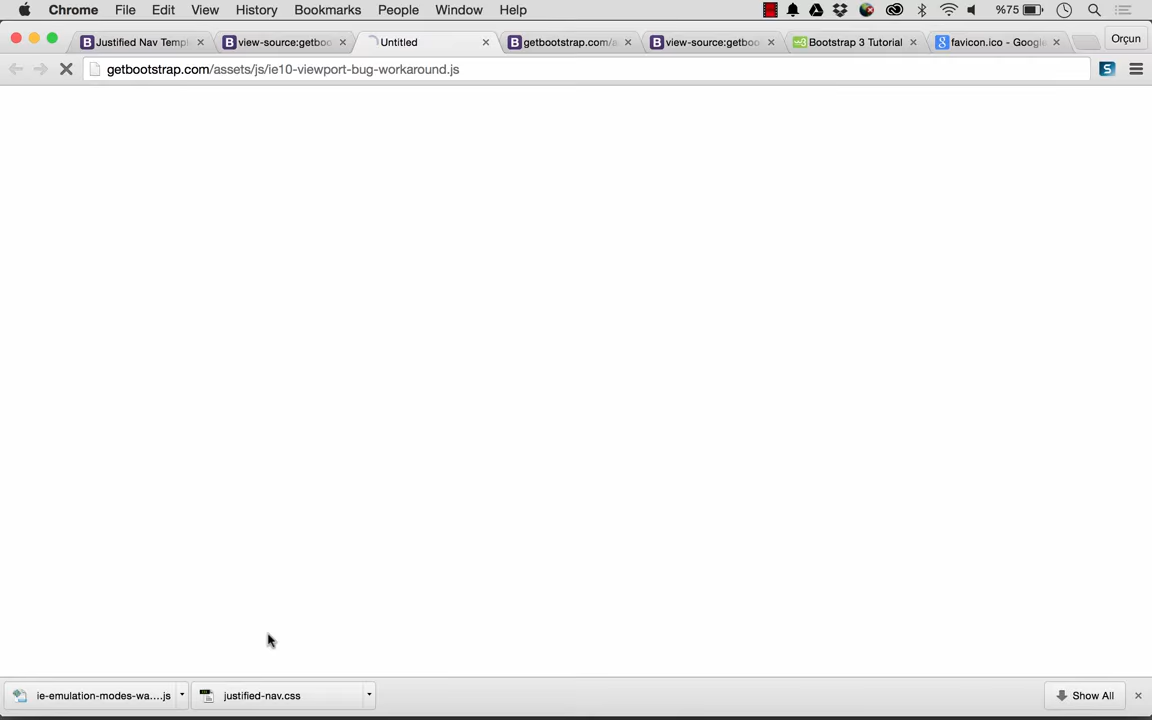 Chrome File Edit View History Bookmarks People Window Help %75
Justified Nav Templ view-source:getboo Untitled getbootstrap.com/a view-source:getboo Bootstrap 3 Tutorial favicon.ico - Google Orçun
getbootstrap.com/assets/js/ie10-viewport-bug-workaround.js
ie-emulation-modes-wa....js justified-nav.css Show All